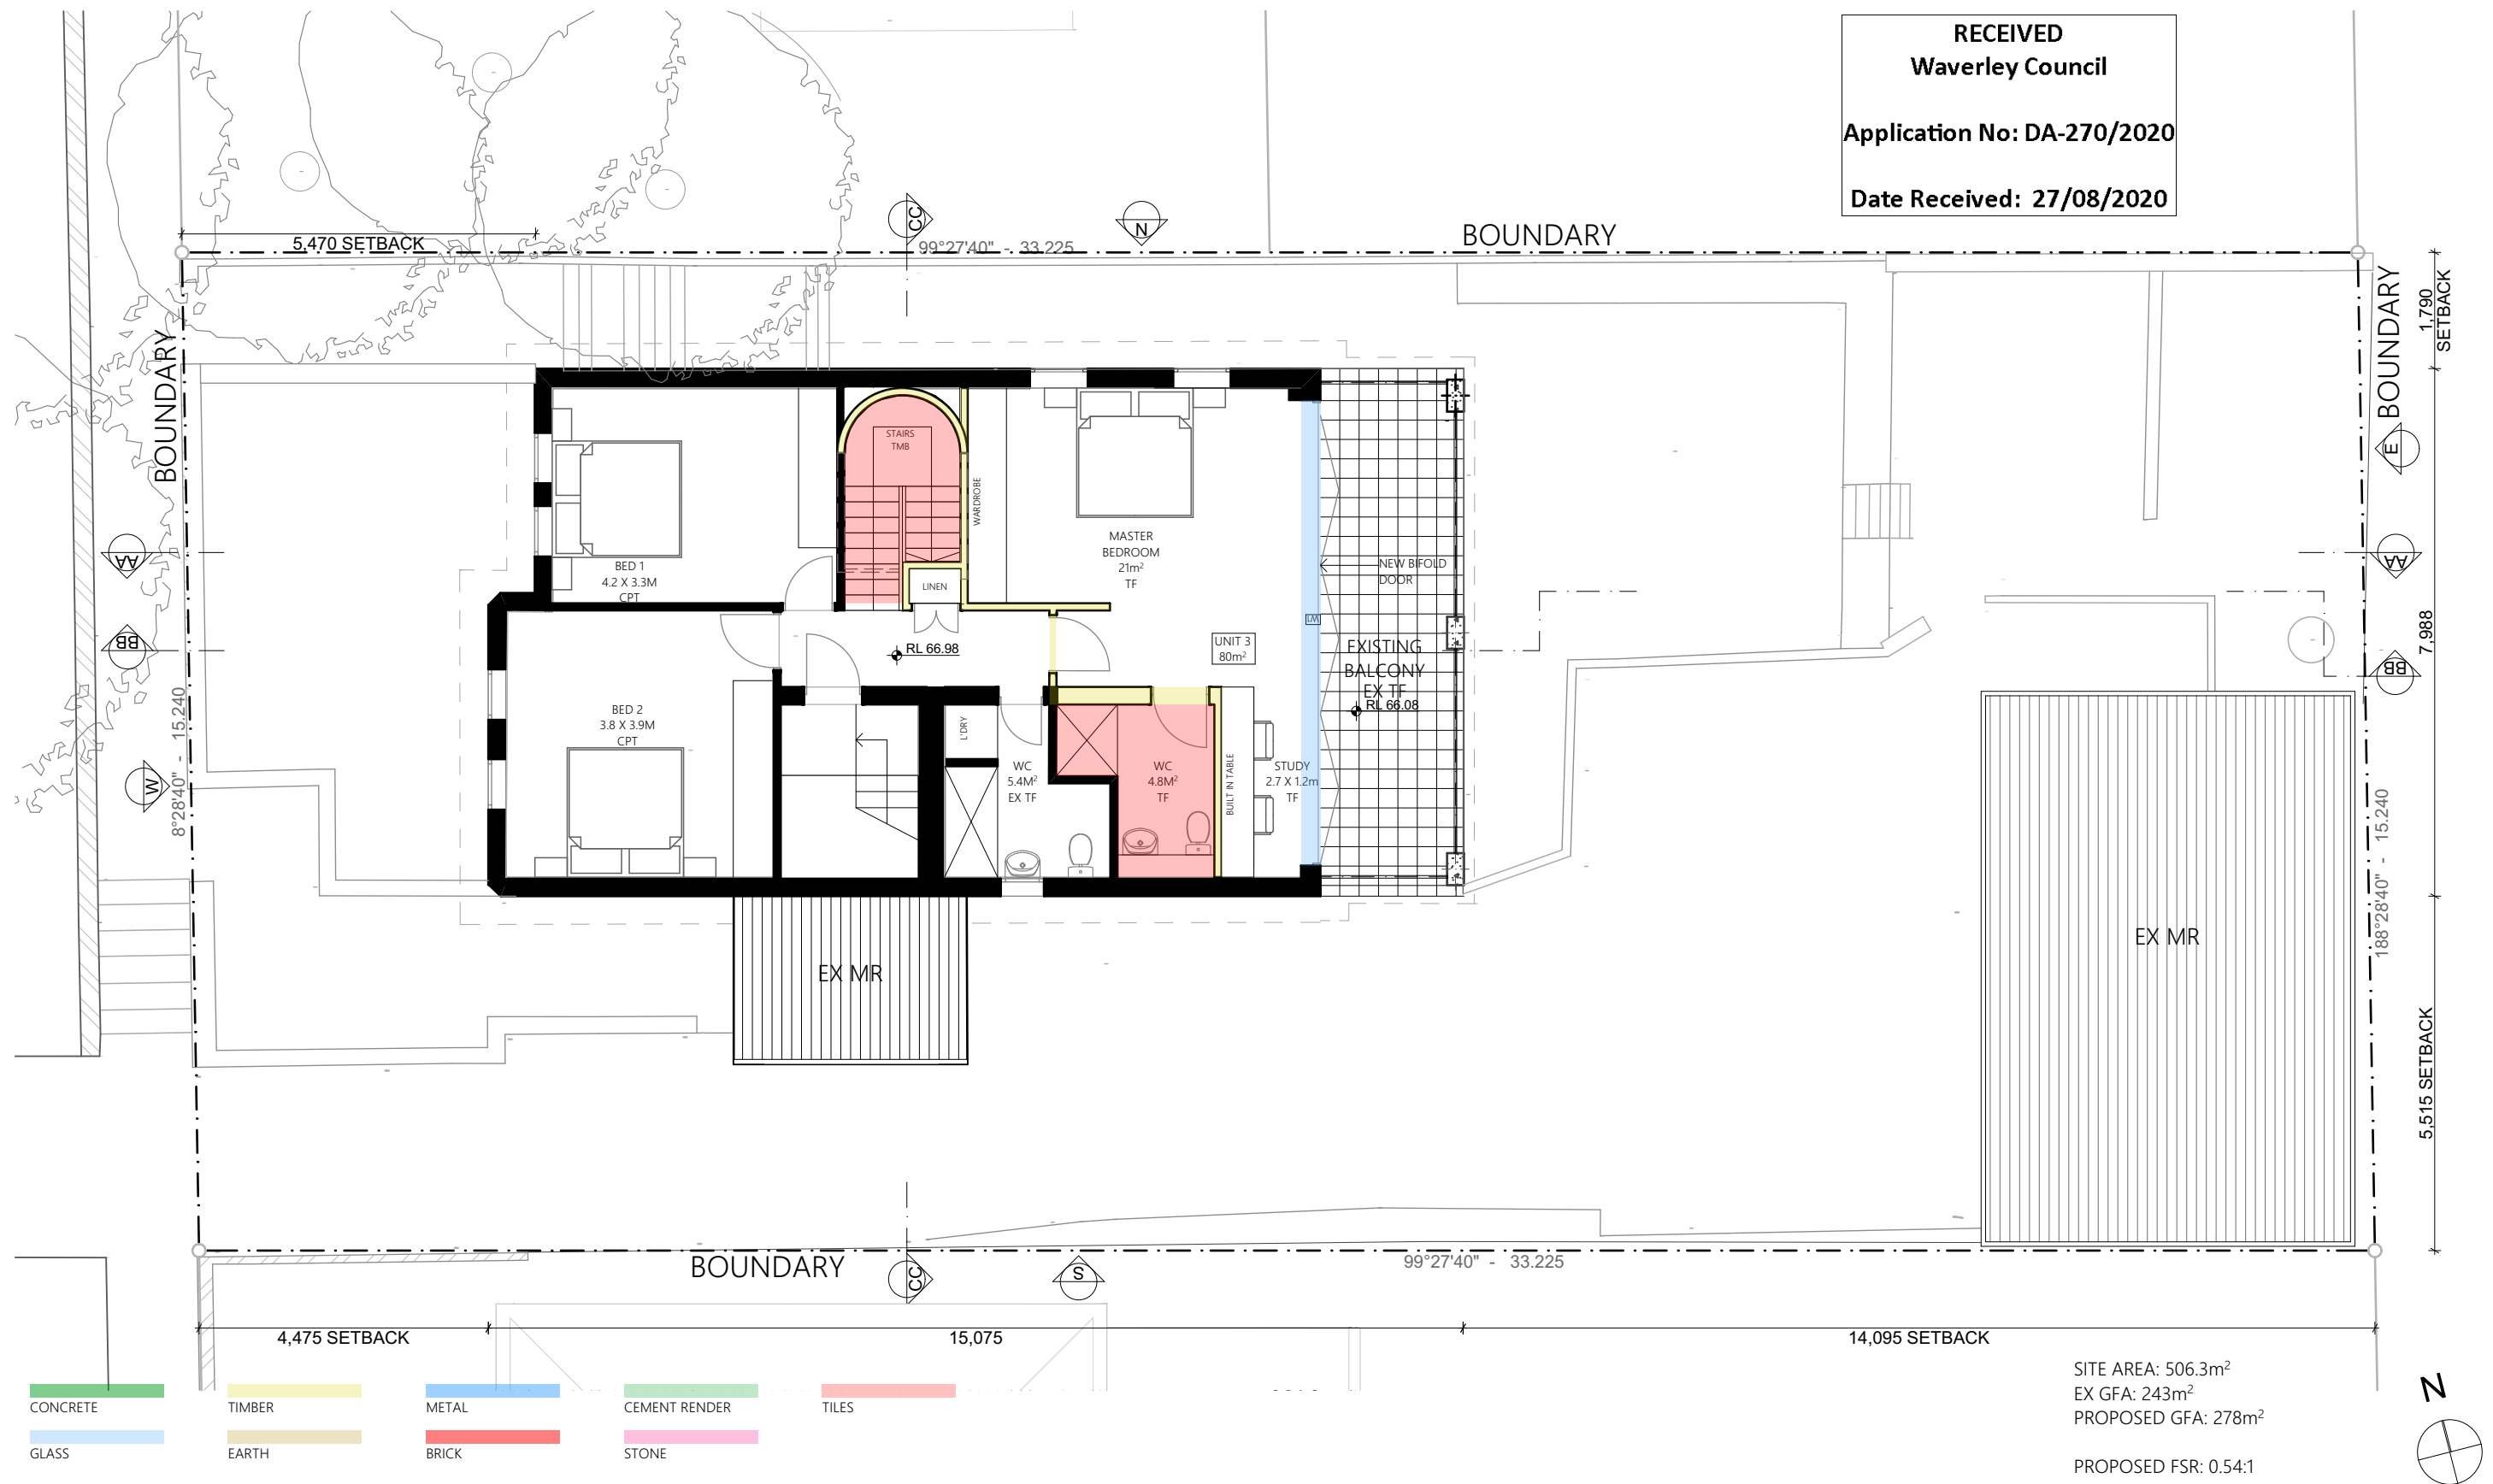 RECEIVED
Waverley Council
Application No: DA-270/2020
Date Received: 27/08/2020
5,470 SETBACK
CC
99°27'40" - 33.225
N
BOUNDARY
1,790
SETBACK
BOUNDARY
BOUNDARY
E
STAIRS
TMB
WARDROBE
MASTER
BEDROOM
21m²
TF
BED 1
4.2 X 3.3M
CPT
LINEN
NEW BIFOLD
DOOR
AA
AA
BB
BB
7,988
RL 66.98
UNIT 3
80m²
EXISTING
BALCONY
EX TF
RL 66.08
BED 2
3.8 X 3.9M
CPT
L'DRY
WC
5.4M²
EX TF
WC
4.8M²
TF
BUILT IN TABLE
STUDY
2.7 X 1.2m
TF
W
8°28'40" - 15.240
188°28'40" - 15.240
EX MR
EX MR
5,515 SETBACK
BOUNDARY
CC
S
99°27'40" - 33.225
4,475 SETBACK
15,075
14,095 SETBACK
CONCRETE
TIMBER
METAL
CEMENT RENDER
TILES
GLASS
EARTH
BRICK
STONE
SITE AREA: 506.3m²
EX GFA: 243m²
PROPOSED GFA: 278m²
PROPOSED FSR: 0.54:1
N